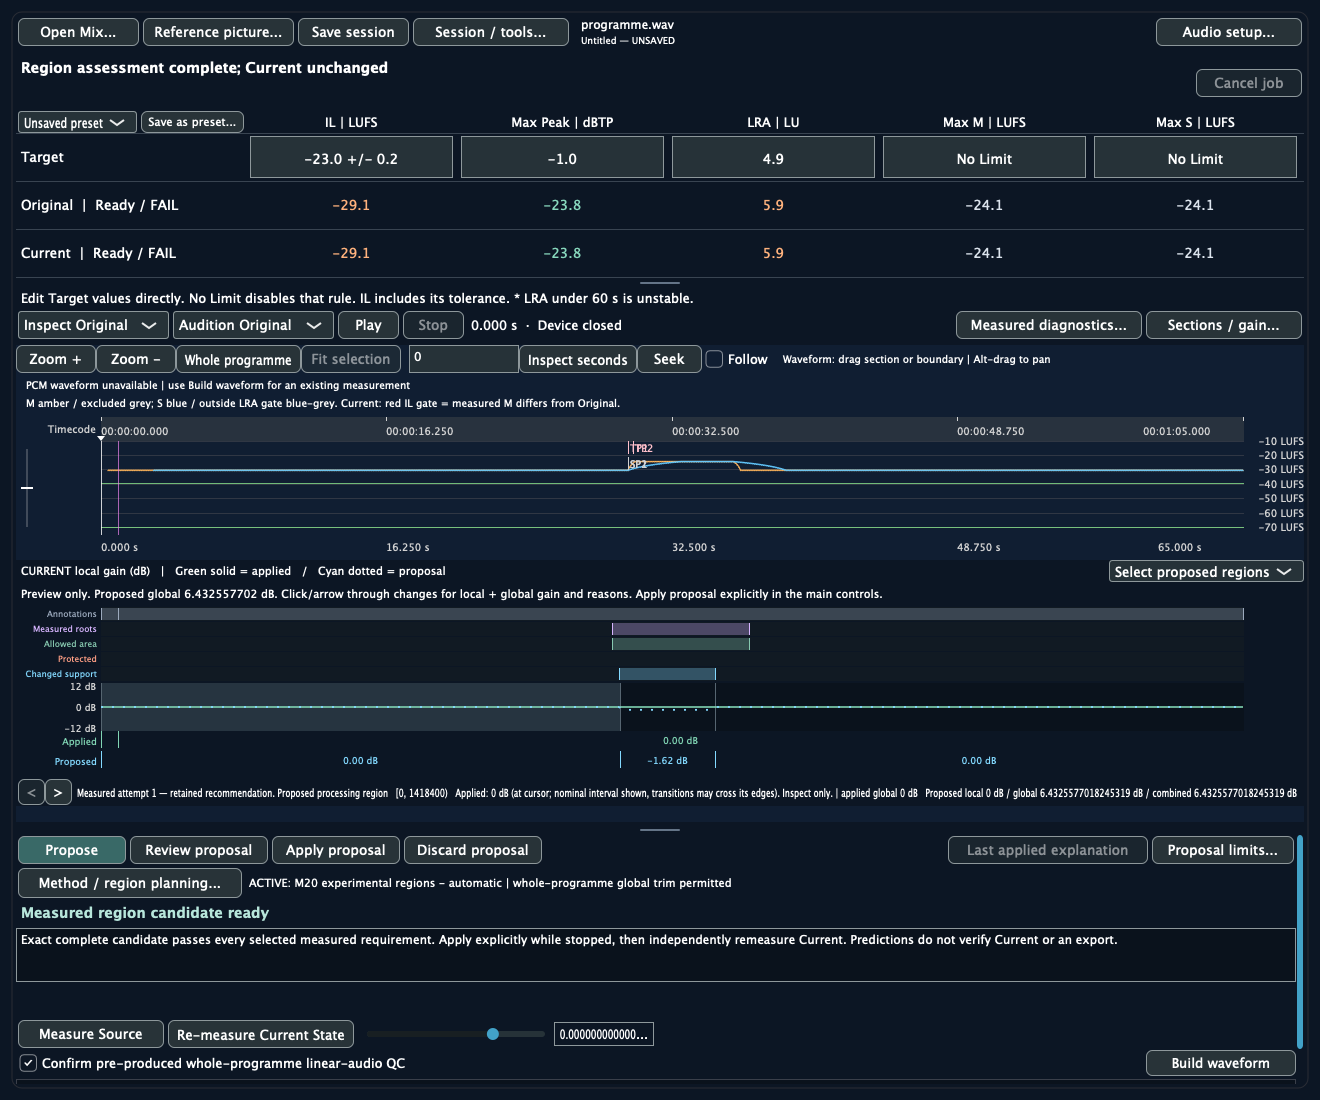 Open Mix... Reference picture... Save session Session / tools... programme.wav Audio setup...
Untitled — UNSAVED
Region assessment complete; Current unchanged
Cancel job
Unsaved preset Save as preset... IL | LUFS Max Peak | dBTP LRA | LU Max M | LUFS Max S | LUFS
Target -23.0 +/- 0.2 -1.0 4.9 No Limit No Limit
Original | Ready / FAIL -29.1 -23.8 5.9 -24.1 -24.1
Current | Ready / FAIL -29.1 -23.8 5.9 -24.1 -24.1
Edit Target values directly. No Limit disables that rule. IL includes its tolerance. * LRA under 60 s is unstable.
Inspect Original Audition Original Play Stop 0.000 s · Device closed Measured diagnostics... Sections / gain...
Zoom + Zoom – Whole programme Fit selection 0 Inspect seconds Seek Follow Waveform: drag section or boundary | Alt-drag to pan
PCM waveform unavailable | use Build waveform for an existing measurement
M amber / excluded grey; S blue / outside LRA gate blue-grey. Current: red IL gate = measured M differs from Original.
Timecode 00:00:00.000 00:00:16.250 00:00:32.500 00:00:48.750 00:01:05.000
-10 LUFS
-20 LUFS
-30 LUFS
-40 LUFS
-50 LUFS
-60 LUFS
-70 LUFS
0.000 s 16.250 s 32.500 s 48.750 s 65.000 s
CURRENT local gain (dB) | Green solid = applied / Cyan dotted = proposal Select proposed regions
Preview only. Proposed global 6.432557702 dB. Click/arrow through changes for local + global gain and reasons. Apply proposal explicitly in the main controls.
Annotations
Measured roots
Allowed area
Protected
Changed support
12 dB
0 dB
-12 dB
Applied 0.00 dB
Proposed 0.00 dB -1.62 dB 0.00 dB
< > Measured attempt 1 — retained recommendation. Proposed processing region [0, 1418400) Applied: 0 dB (at cursor; nominal interval shown, transitions may cross its edges). Inspect only. | applied global 0 dB Proposed local 0 dB / global 6.4325577018245319 dB / combined 6.4325577018245319 dB
Propose Review proposal Apply proposal Discard proposal Last applied explanation Proposal limits...
Method / region planning... ACTIVE: M20 experimental regions – automatic | whole-programme global trim permitted
Measured region candidate ready
Exact complete candidate passes every selected measured requirement. Apply explicitly while stopped, then independently remeasure Current. Predictions do not verify Current or an export.
Measure Source Re-measure Current State 0.000000000000...
Confirm pre-produced whole-programme linear-audio QC Build waveform